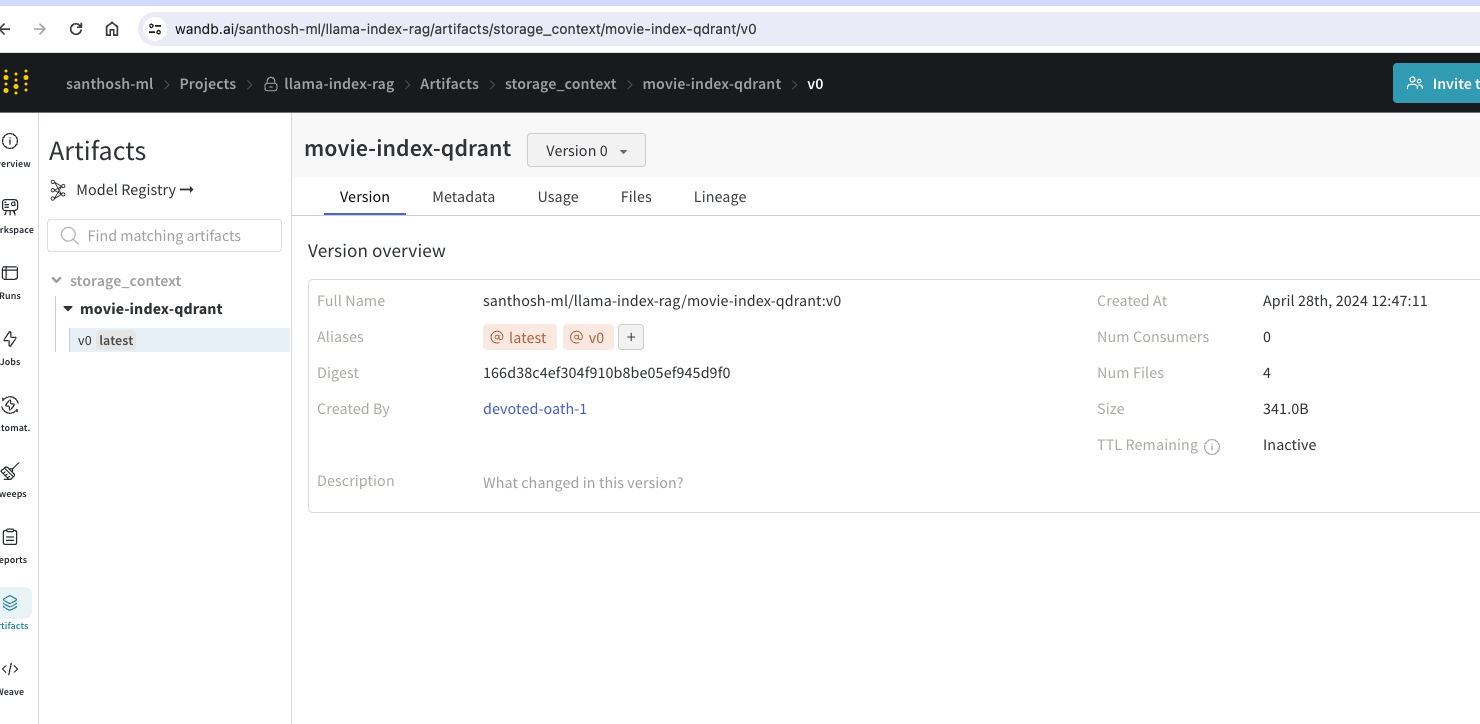 wandb.ai/santhosh-ml/llama-index-rag/artifacts/storage_context/movie-index-qdrant/v0
santhosh-ml > Projects > llama-index-rag > Artifacts > storage_context > movie-index-qdrant > v0
Invite t
erview
rkspace
Runs
Jobs
tomat.
weeps
eports
rtifacts
Weave
Artifacts
Model Registry →
Find matching artifacts
storage_context
movie-index-qdrant
v0 latest
movie-index-qdrant Version 0
Version Metadata Usage Files Lineage
Version overview
Full Name santhosh-ml/llama-index-rag/movie-index-qdrant:v0 Created At April 28th, 2024 12:47:11
Aliases @ latest @ v0 + Num Consumers 0
Digest 166d38c4ef304f910b8be05ef945d9f0 Num Files 4
Created By devoted-oath-1 Size 341.0B
TTL Remaining Inactive
Description What changed in this version?